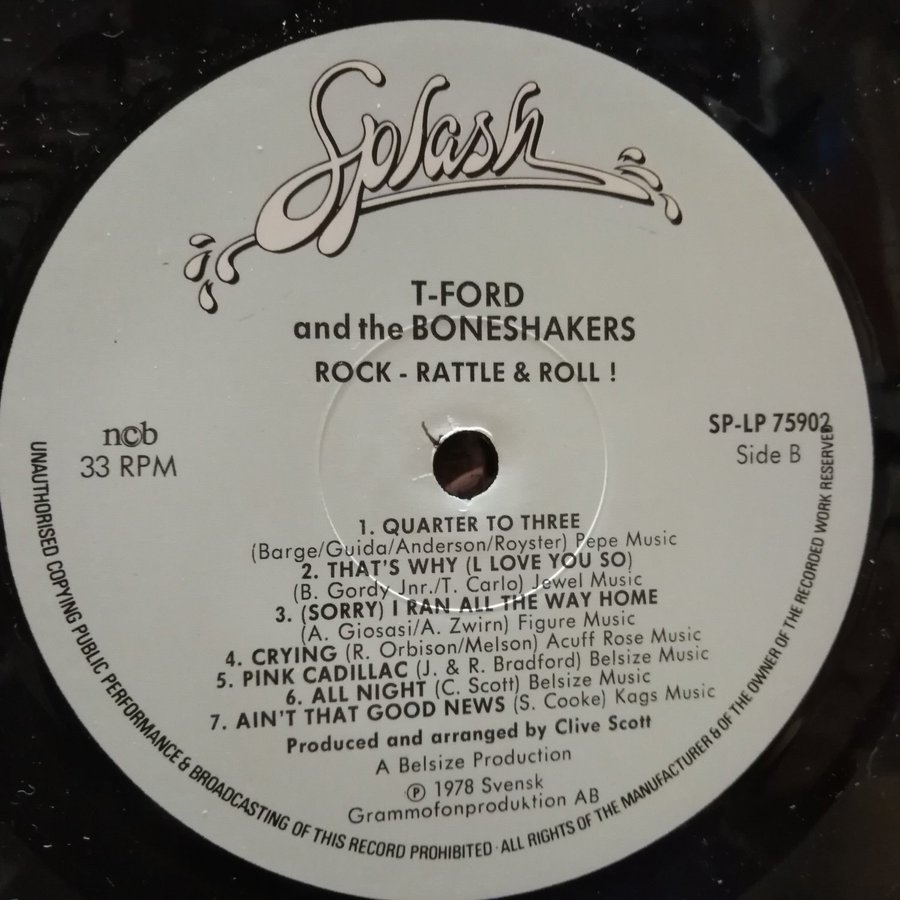 Splash
T-FORD
and the BONESHAKERS
ROCK - RATTLE & ROLL !
ncb
33 RPM
SP-LP 75902
Side B
1. QUARTER TO THREE
(Barge/Guida/Anderson/Royster) Pepe Music
2. THAT'S WHY (L LOVE YOU SO)
(B. Gordy Jnr./T. Carlo) Jewel Music
3. (SORRY) I RAN ALL THE WAY HOME
(A. Giosasi/A. Zwirn) Figure Music
4. CRYING (R. Orbison/Melson) Acuff Rose Music
5. PINK CADILLAC (J. & R. Bradford) Belsize Music
6. ALL NIGHT (C. Scott) Belsize Music
7. AIN'T THAT GOOD NEWS (S. Cooke) Kags Music
Produced and arranged by Clive Scott
A Belsize Production
℗ 1978 Svensk
Grammofonproduktion AB
UNAUTHORISED COPYING PUBLIC PERFORMANCE & BROADCASTING OF THIS RECORD PROHIBITED · ALL RIGHTS OF THE MANUFACTURER & OF THE OWNER OF THE RECORDED WORK RESERVED